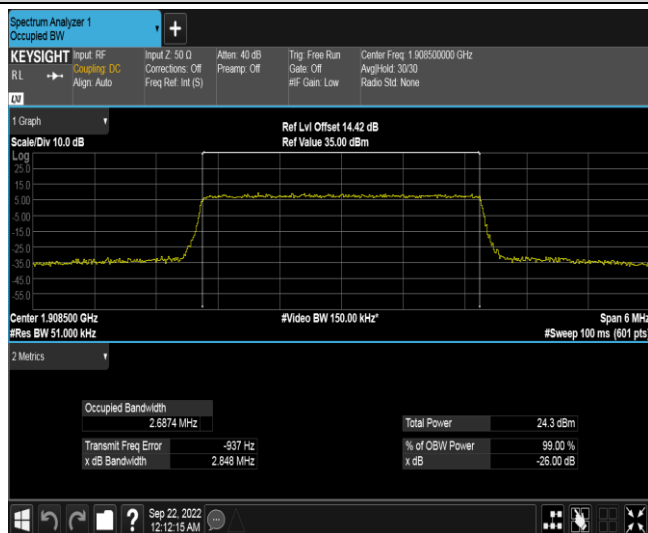 Spectrum Analyzer 1
Occupied BW
+
KEYSIGHT Input: RF Input Z: 50 Ω Atten: 40 dB Trig: Free Run Center Freq: 1.908500000 GHz
RL Coupling: DC Corrections: Off Preamp: Off Gate: Off Avg|Hold: 30/30
Align: Auto Freq Ref: Int (S) #IF Gain: Low Radio Std: None
LXI
1 Graph
Ref Lvl Offset 14.42 dB
Scale/Div 10.0 dB Ref Value 35.00 dBm
Log
25.0
15.0
5.00
-5.00
-15.0
-25.0
-35.0
-45.0
-55.0
Center 1.908500 GHz #Video BW 150.00 kHz* Span 6 MHz
#Res BW 51.000 kHz #Sweep 100 ms (601 pts)
2 Metrics
Occupied Bandwidth
2.6874 MHz Total Power 24.3 dBm
Transmit Freq Error -937 Hz % of OBW Power 99.00 %
x dB Bandwidth 2.848 MHz x dB -26.00 dB
? Sep 22, 2022
12:12:15 AM